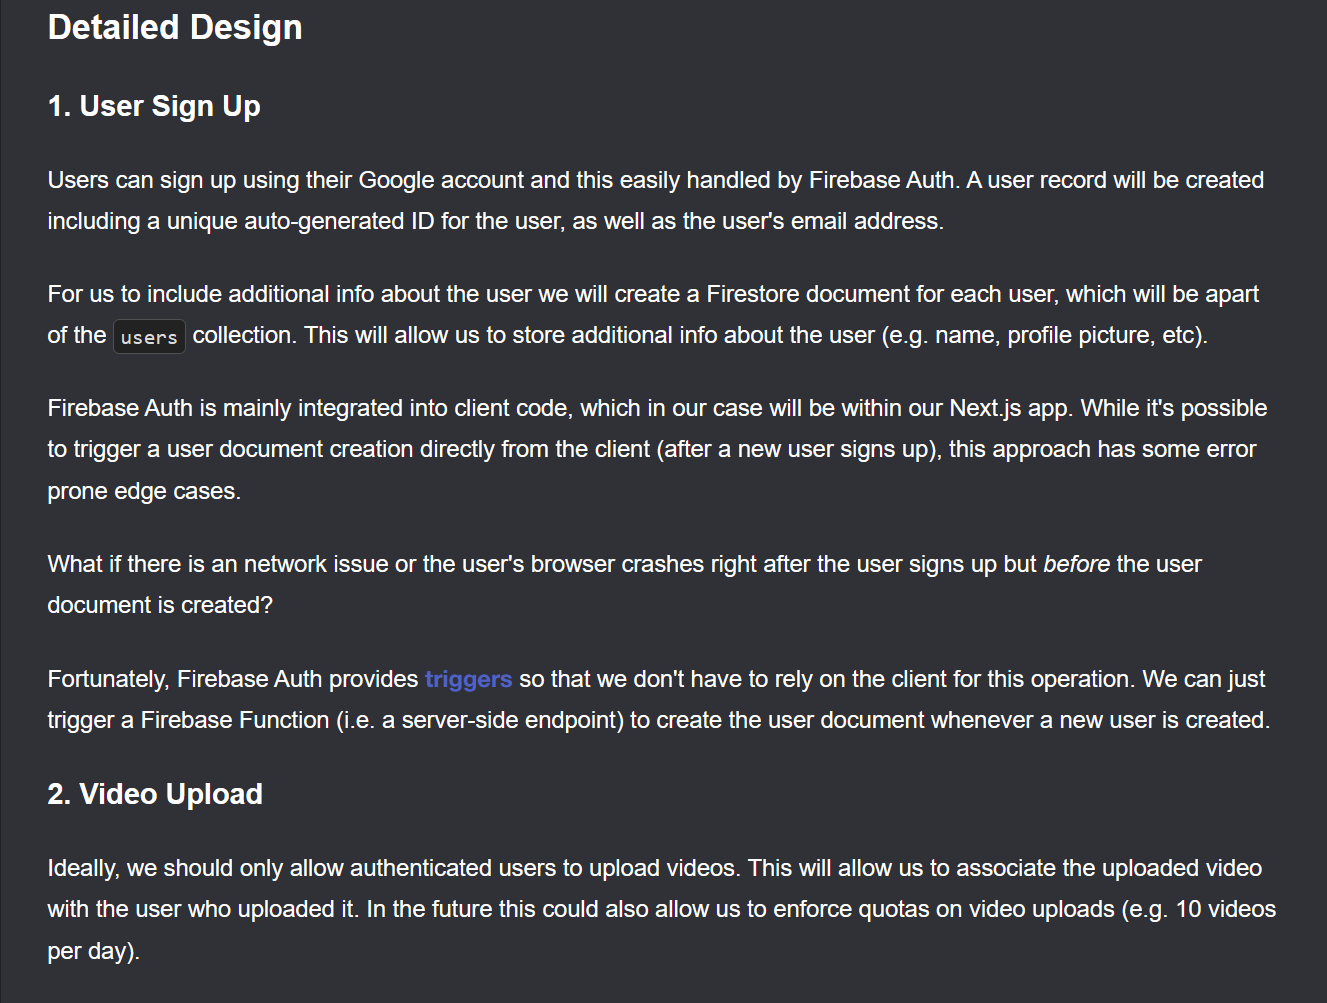 Detailed Design
1. User Sign Up
Users can sign up using their Google account and this easily handled by Firebase Auth. A user record will be created
including a unique auto-generated ID for the user, as well as the user's email address.
For us to include additional info about the user we will create a Firestore document for each user, which will be apart
of the users collection. This will allow us to store additional info about the user (e.g. name, profile picture, etc).
Firebase Auth is mainly integrated into client code, which in our case will be within our Next.js app. While it's possible
to trigger a user document creation directly from the client (after a new user signs up), this approach has some error
prone edge cases.
What if there is an network issue or the user's browser crashes right after the user signs up but before the user
document is created?
Fortunately, Firebase Auth provides triggers so that we don't have to rely on the client for this operation. We can just
trigger a Firebase Function (i.e. a server-side endpoint) to create the user document whenever a new user is created.
2. Video Upload
Ideally, we should only allow authenticated users to upload videos. This will allow us to associate the uploaded video
with the user who uploaded it. In the future this could also allow us to enforce quotas on video uploads (e.g. 10 videos
per day).